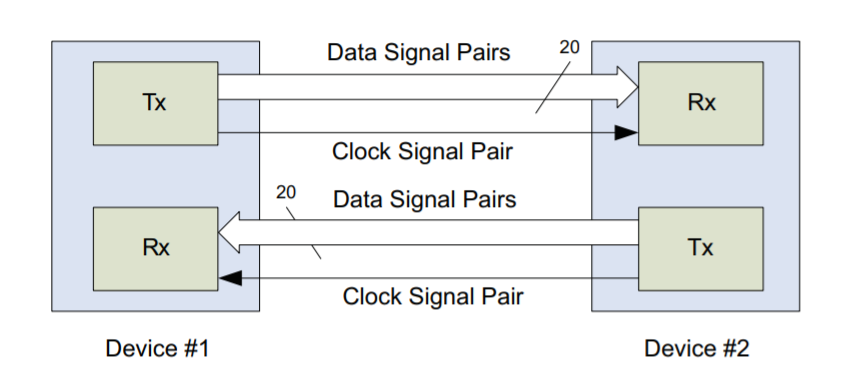 Data Signal Pairs
20
Tx
Rx
Clock Signal Pair
20
Data Signal Pairs
Rx
Tx
Clock Signal Pair
Device #1
Device #2